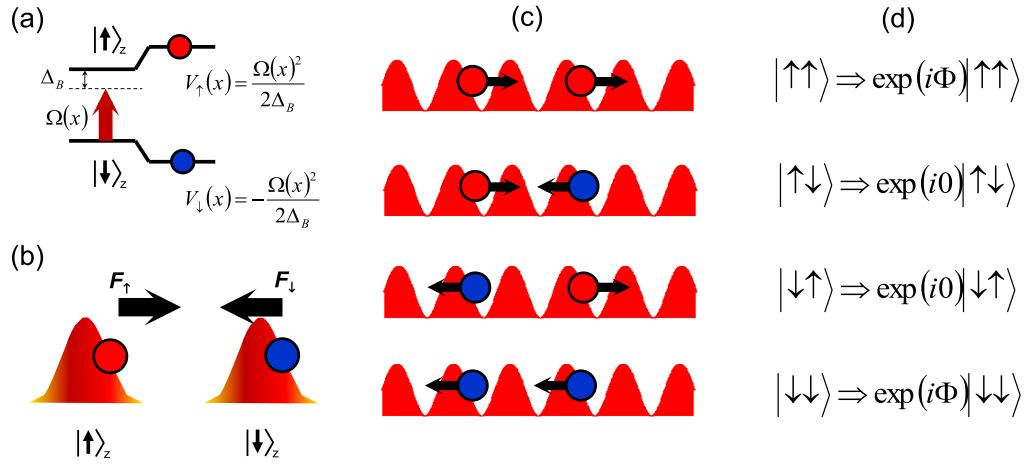 (a)
|↑⟩z
Δ_B
V↑(x) = Ω(x)² / 2Δ_B
Ω(x)
|↓⟩z
V↓(x) = − Ω(x)² / 2Δ_B
(b)
F↑
F↓
|↑⟩z
|↓⟩z
(c)
(d)
|↑↑⟩ ⇒ exp(iΦ)|↑↑⟩
|↑↓⟩ ⇒ exp(i0)|↑↓⟩
|↓↑⟩ ⇒ exp(i0)|↓↑⟩
|↓↓⟩ ⇒ exp(iΦ)|↓↓⟩